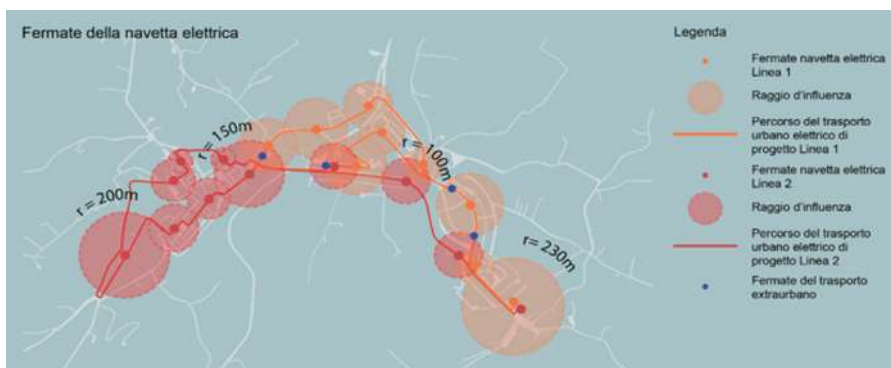 Fermate della navetta elettrica
r = 200m
r = 150m
r = 100m
r= 230m
Legenda
Fermate navetta elettrica
Linea 1
Raggio d'influenza
Percorso del trasporto
urbano elettrico di
progetto Linea 1
Fermate navetta elettrica
Linea 2
Raggio d'influenza
Percorso del trasporto
urbano elettrico di
progetto Linea 2
Fermate del trasporto
extraurbano